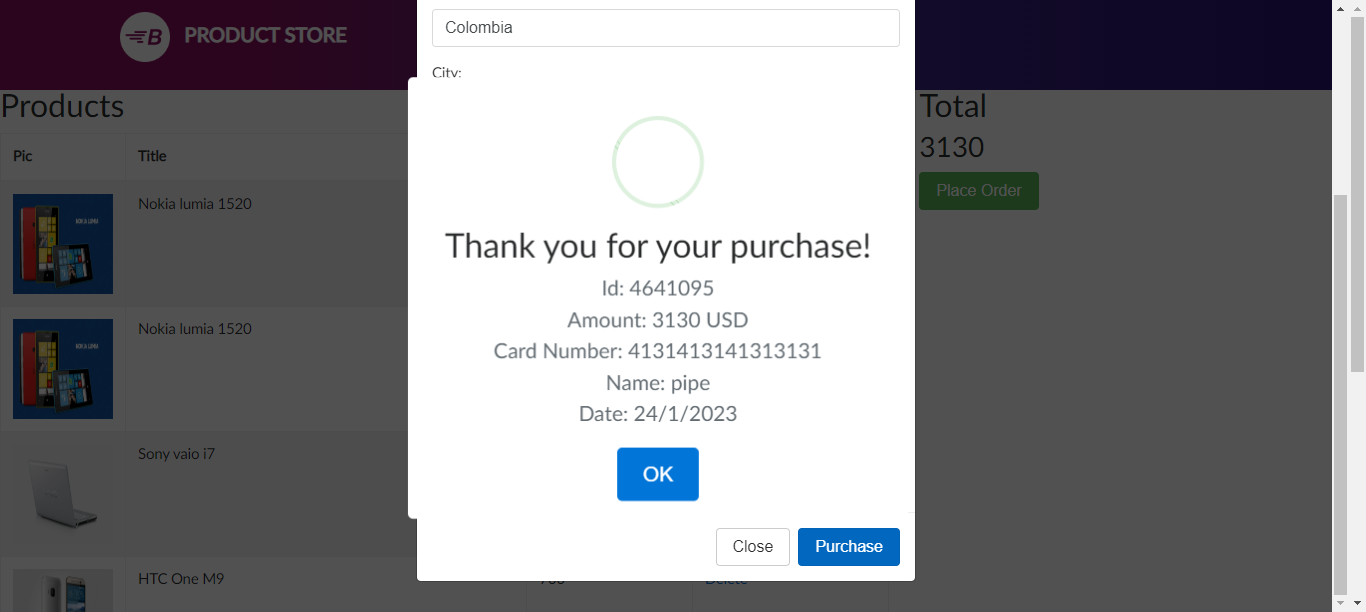 PRODUCT STORE
Colombia
City:
Products
Pic Title
Nokia lumia 1520
Nokia lumia 1520
Sony vaio i7
HTC One M9
Thank you for your purchase!
Id: 4641095
Amount: 3130 USD
Card Number: 4131413141313131
Name: pipe
Date: 24/1/2023
OK
Close Purchase
Total
3130
Place Order